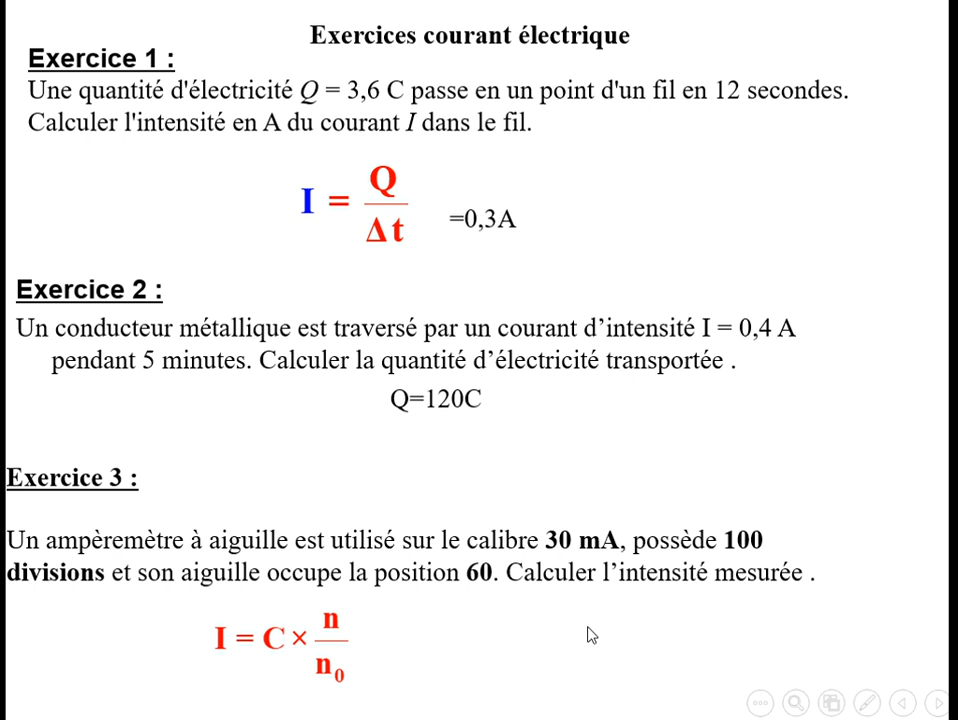 Exercices courant électrique
Exercice 1 :
Une quantité d'électricité Q = 3,6 C passe en un point d'un fil en 12 secondes.
Calculer l'intensité en A du courant I dans le fil.
I = Q / Δt =0,3A
Exercice 2 :
Un conducteur métallique est traversé par un courant d’intensité I = 0,4 A
pendant 5 minutes. Calculer la quantité d’électricité transportée .
Q=120C
Exercice 3 :
Un ampèremètre à aiguille est utilisé sur le calibre 30 mA, possède 100
divisions et son aiguille occupe la position 60. Calculer l’intensité mesurée .
I = C × n / n₀